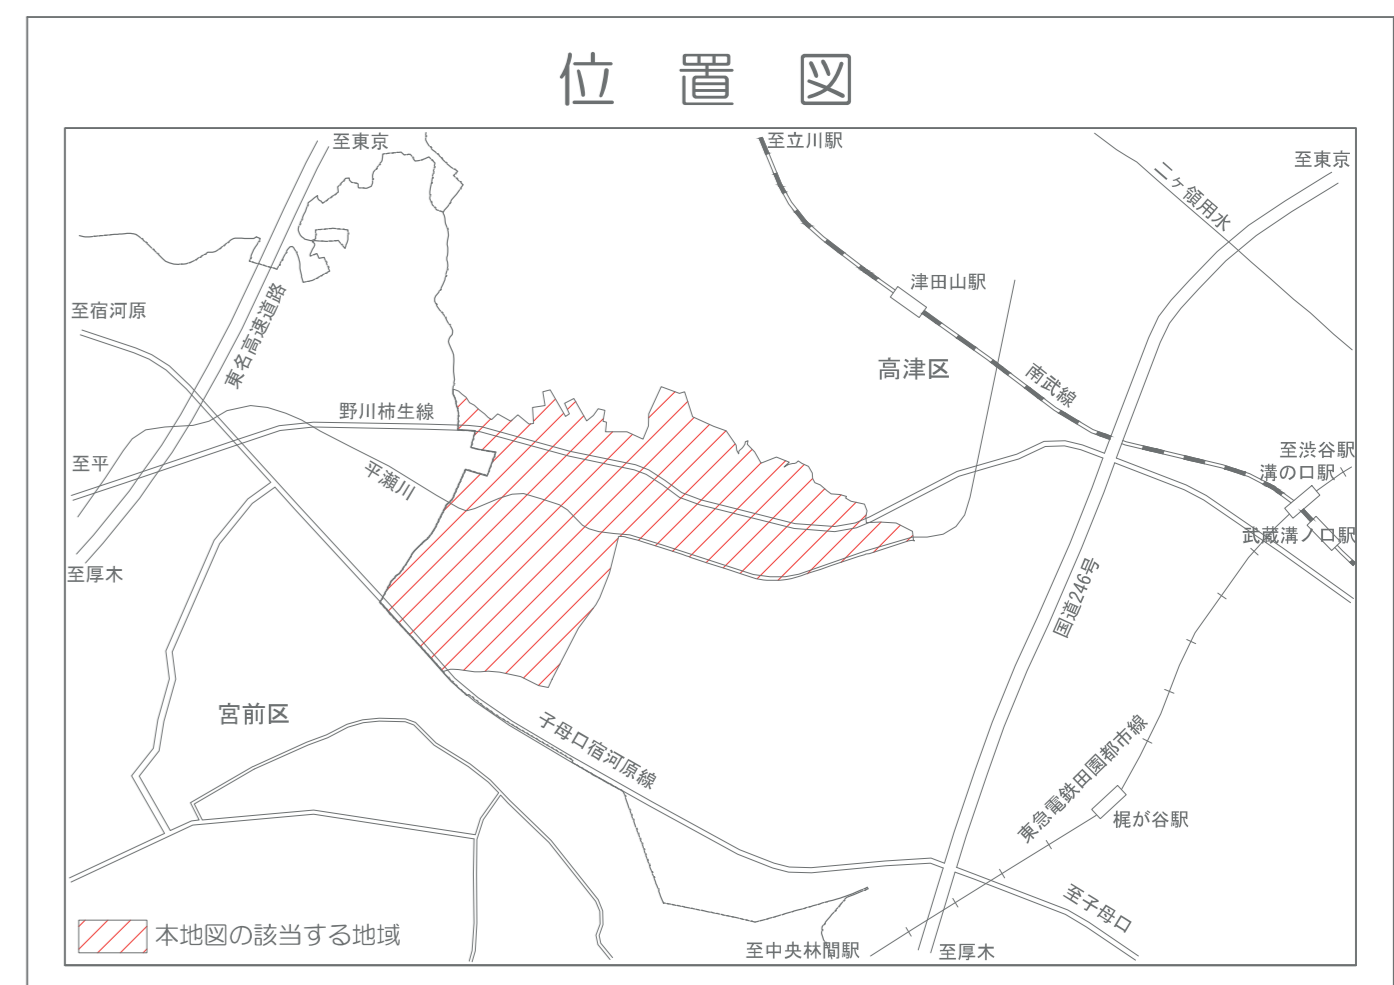 位置図
至東京
至立川駅
至東京
二ヶ領用水
津田山駅
至宿河原
東名高速道路
高津区
南武線
野川柿生線
至平
平瀬川
至渋谷駅
溝の口駅
武蔵溝ノ口駅
至厚木
国道246号
宮前区
子母口宿河原線
東急電鉄田園都市線
梶が谷駅
至子母口
本地図の該当する地域
至中央林間駅
至厚木